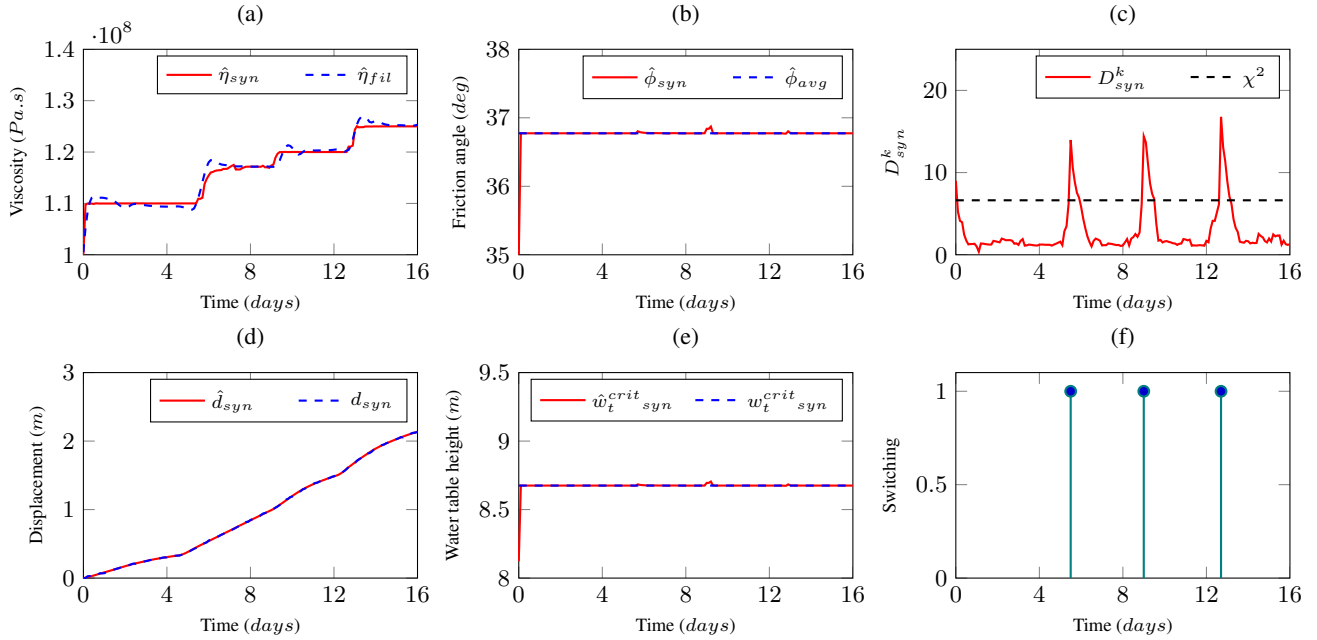 (a)
·10^8
1.4
1.3
1.2
1.1
1
0 4 8 12 16
Viscosity (Pa.s)
Time (days)
η̂_syn η̂_fil
(b)
38
37
36
35
0 4 8 12 16
Friction angle (deg)
Time (days)
ϕ̂_syn ϕ̂_avg
(c)
20
10
0
0 4 8 12 16
D^k_syn
Time (days)
D^k_syn χ^2
(d)
3
2
1
0
0 4 8 12 16
Displacement (m)
Time (days)
d̂_syn d_syn
(e)
9.5
9
8.5
8
0 4 8 12 16
Water table height (m)
Time (days)
ŵ_t^crit_syn w_t^crit_syn
(f)
1
0.5
0
0 4 8 12 16
Switching
Time (days)